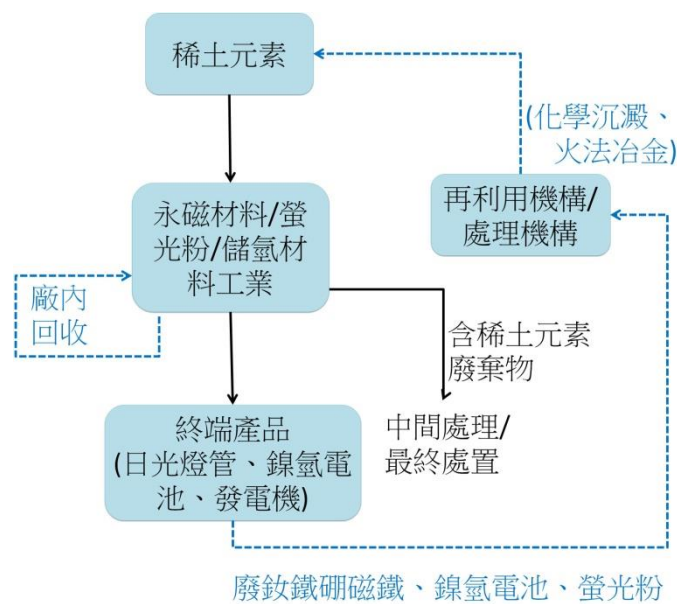 稀土元素
(化學沉澱、
火法冶金)
永磁材料/螢
光粉/儲氫材
料工業
再利用機構/
處理機構
廠內
回收
含稀土元素
廢棄物
終端產品
(日光燈管、鎳氫電
池、發電機)
中間處理/
最終處置
廢釹鐵硼磁鐵、鎳氫電池、螢光粉